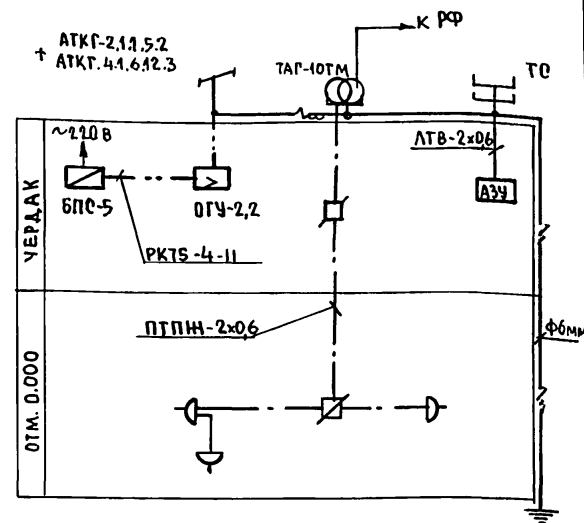 К РФ
+ АТКГ-2,1.1,5.2
АТКГ.4.1.6.12.3
ТАГ-10ТМ
ТС
~220 В
ЛТВ-2х0,6
АЗУ
БПС-5
ОГУ-2,2
РК75-4-11
ЧЕРДАК
ПТПЖ-2х0,6
ф6мм
ОТМ. 0.000